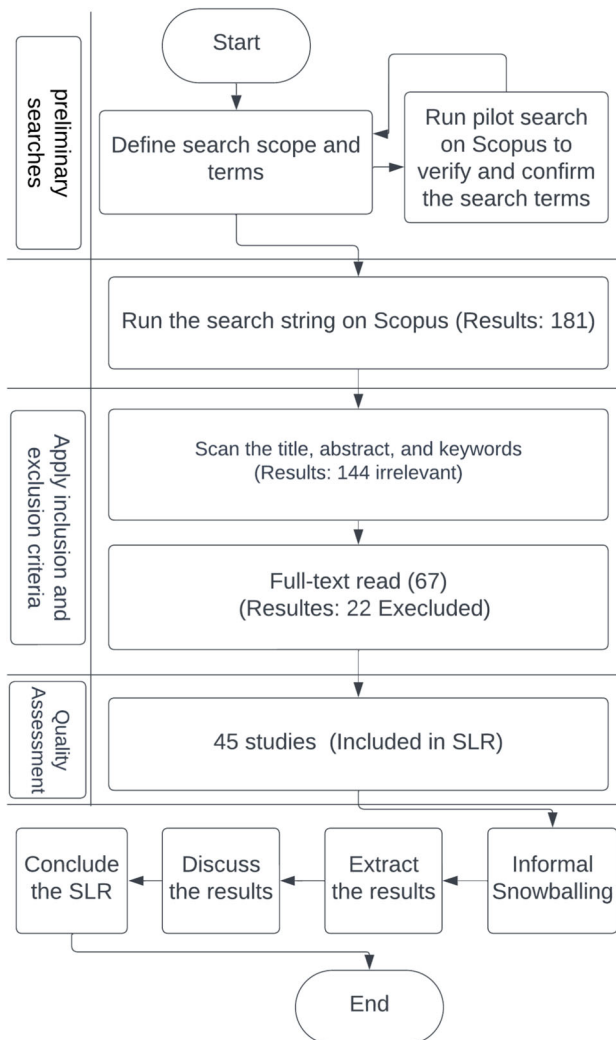 Start
preliminary
searches
Define search scope and
terms
Run pilot search
on Scopus to
verify and confirm
the search terms
Run the search string on Scopus (Results: 181)
Apply inclusion and
exclusion criteria
Scan the title, abstract, and keywords
(Results: 144 irrelevant)
Full-text read (67)
(Resultes: 22 Execluded)
Quality
Assessment
45 studies (Included in SLR)
Conclude
the SLR
Discuss
the results
Extract
the results
Informal
Snowballing
End